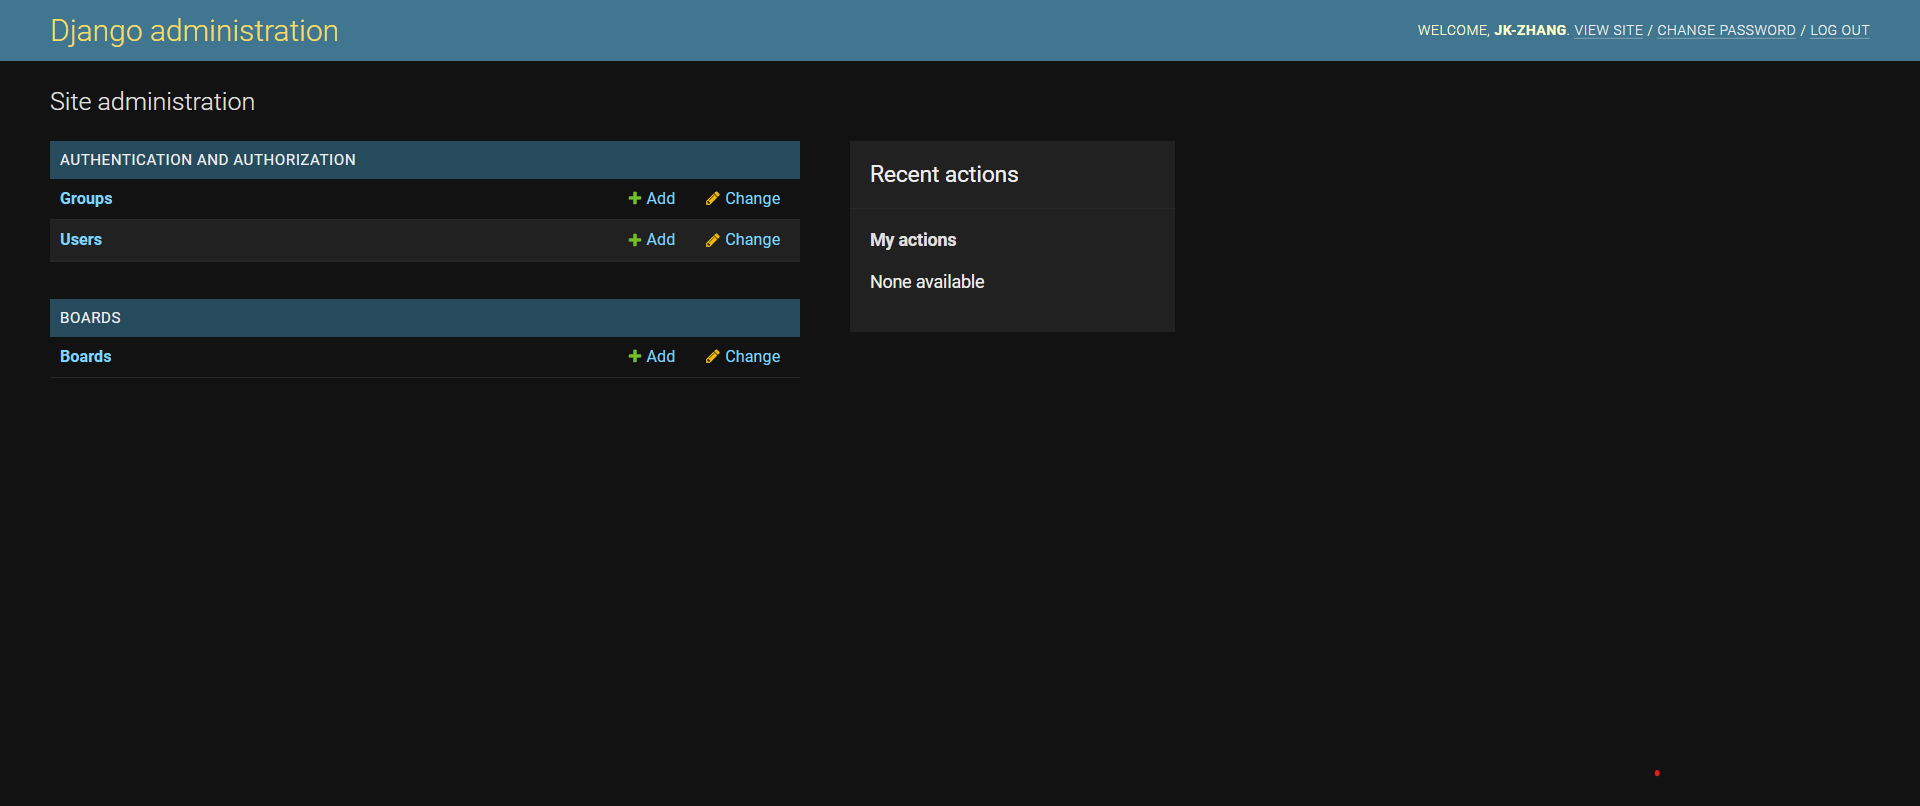 Django administration
WELCOME, JK-ZHANG. VIEW SITE / CHANGE PASSWORD / LOG OUT
Site administration
AUTHENTICATION AND AUTHORIZATION
Groups Add Change
Users Add Change
BOARDS
Boards Add Change
Recent actions
My actions
None available